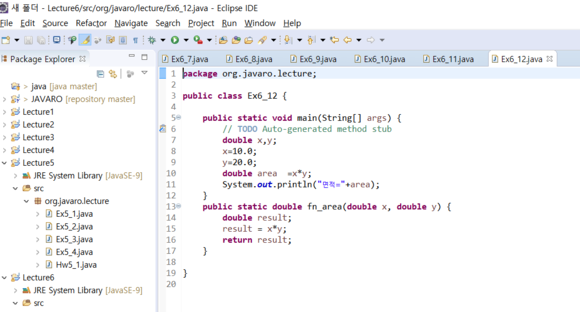 새 폴더 - Lecture6/src/org/javaro/lecture/Ex6_12.java - Eclipse IDE
File Edit Source Refactor Navigate Search Project Run Window Help
Package Explorer
Ex6_7.java Ex6_8.java Ex6_9.java Ex6_10.java Ex6_11.java Ex6_12.java
java [java master]
JAVARO [repository master]
Lecture1
Lecture2
Lecture3
Lecture4
Lecture5
JRE System Library [JavaSE-9]
src
org.javaro.lecture
Ex5_1.java
Ex5_2.java
Ex5_3.java
Ex5_4.java
Hw5_1.java
Lecture6
JRE System Library [JavaSE-9]
src
1 package org.javaro.lecture;
2
3 public class Ex6_12 {
4
5 public static void main(String[] args) {
6 // TODO Auto-generated method stub
7 double x,y;
8 x=10.0;
9 y=20.0;
10 double area =x*y;
11 System.out.println("면적="+area);
12 }
13 public static double fn_area(double x, double y) {
14 double result;
15 result = x*y;
16 return result;
17 }
18
19 }
20